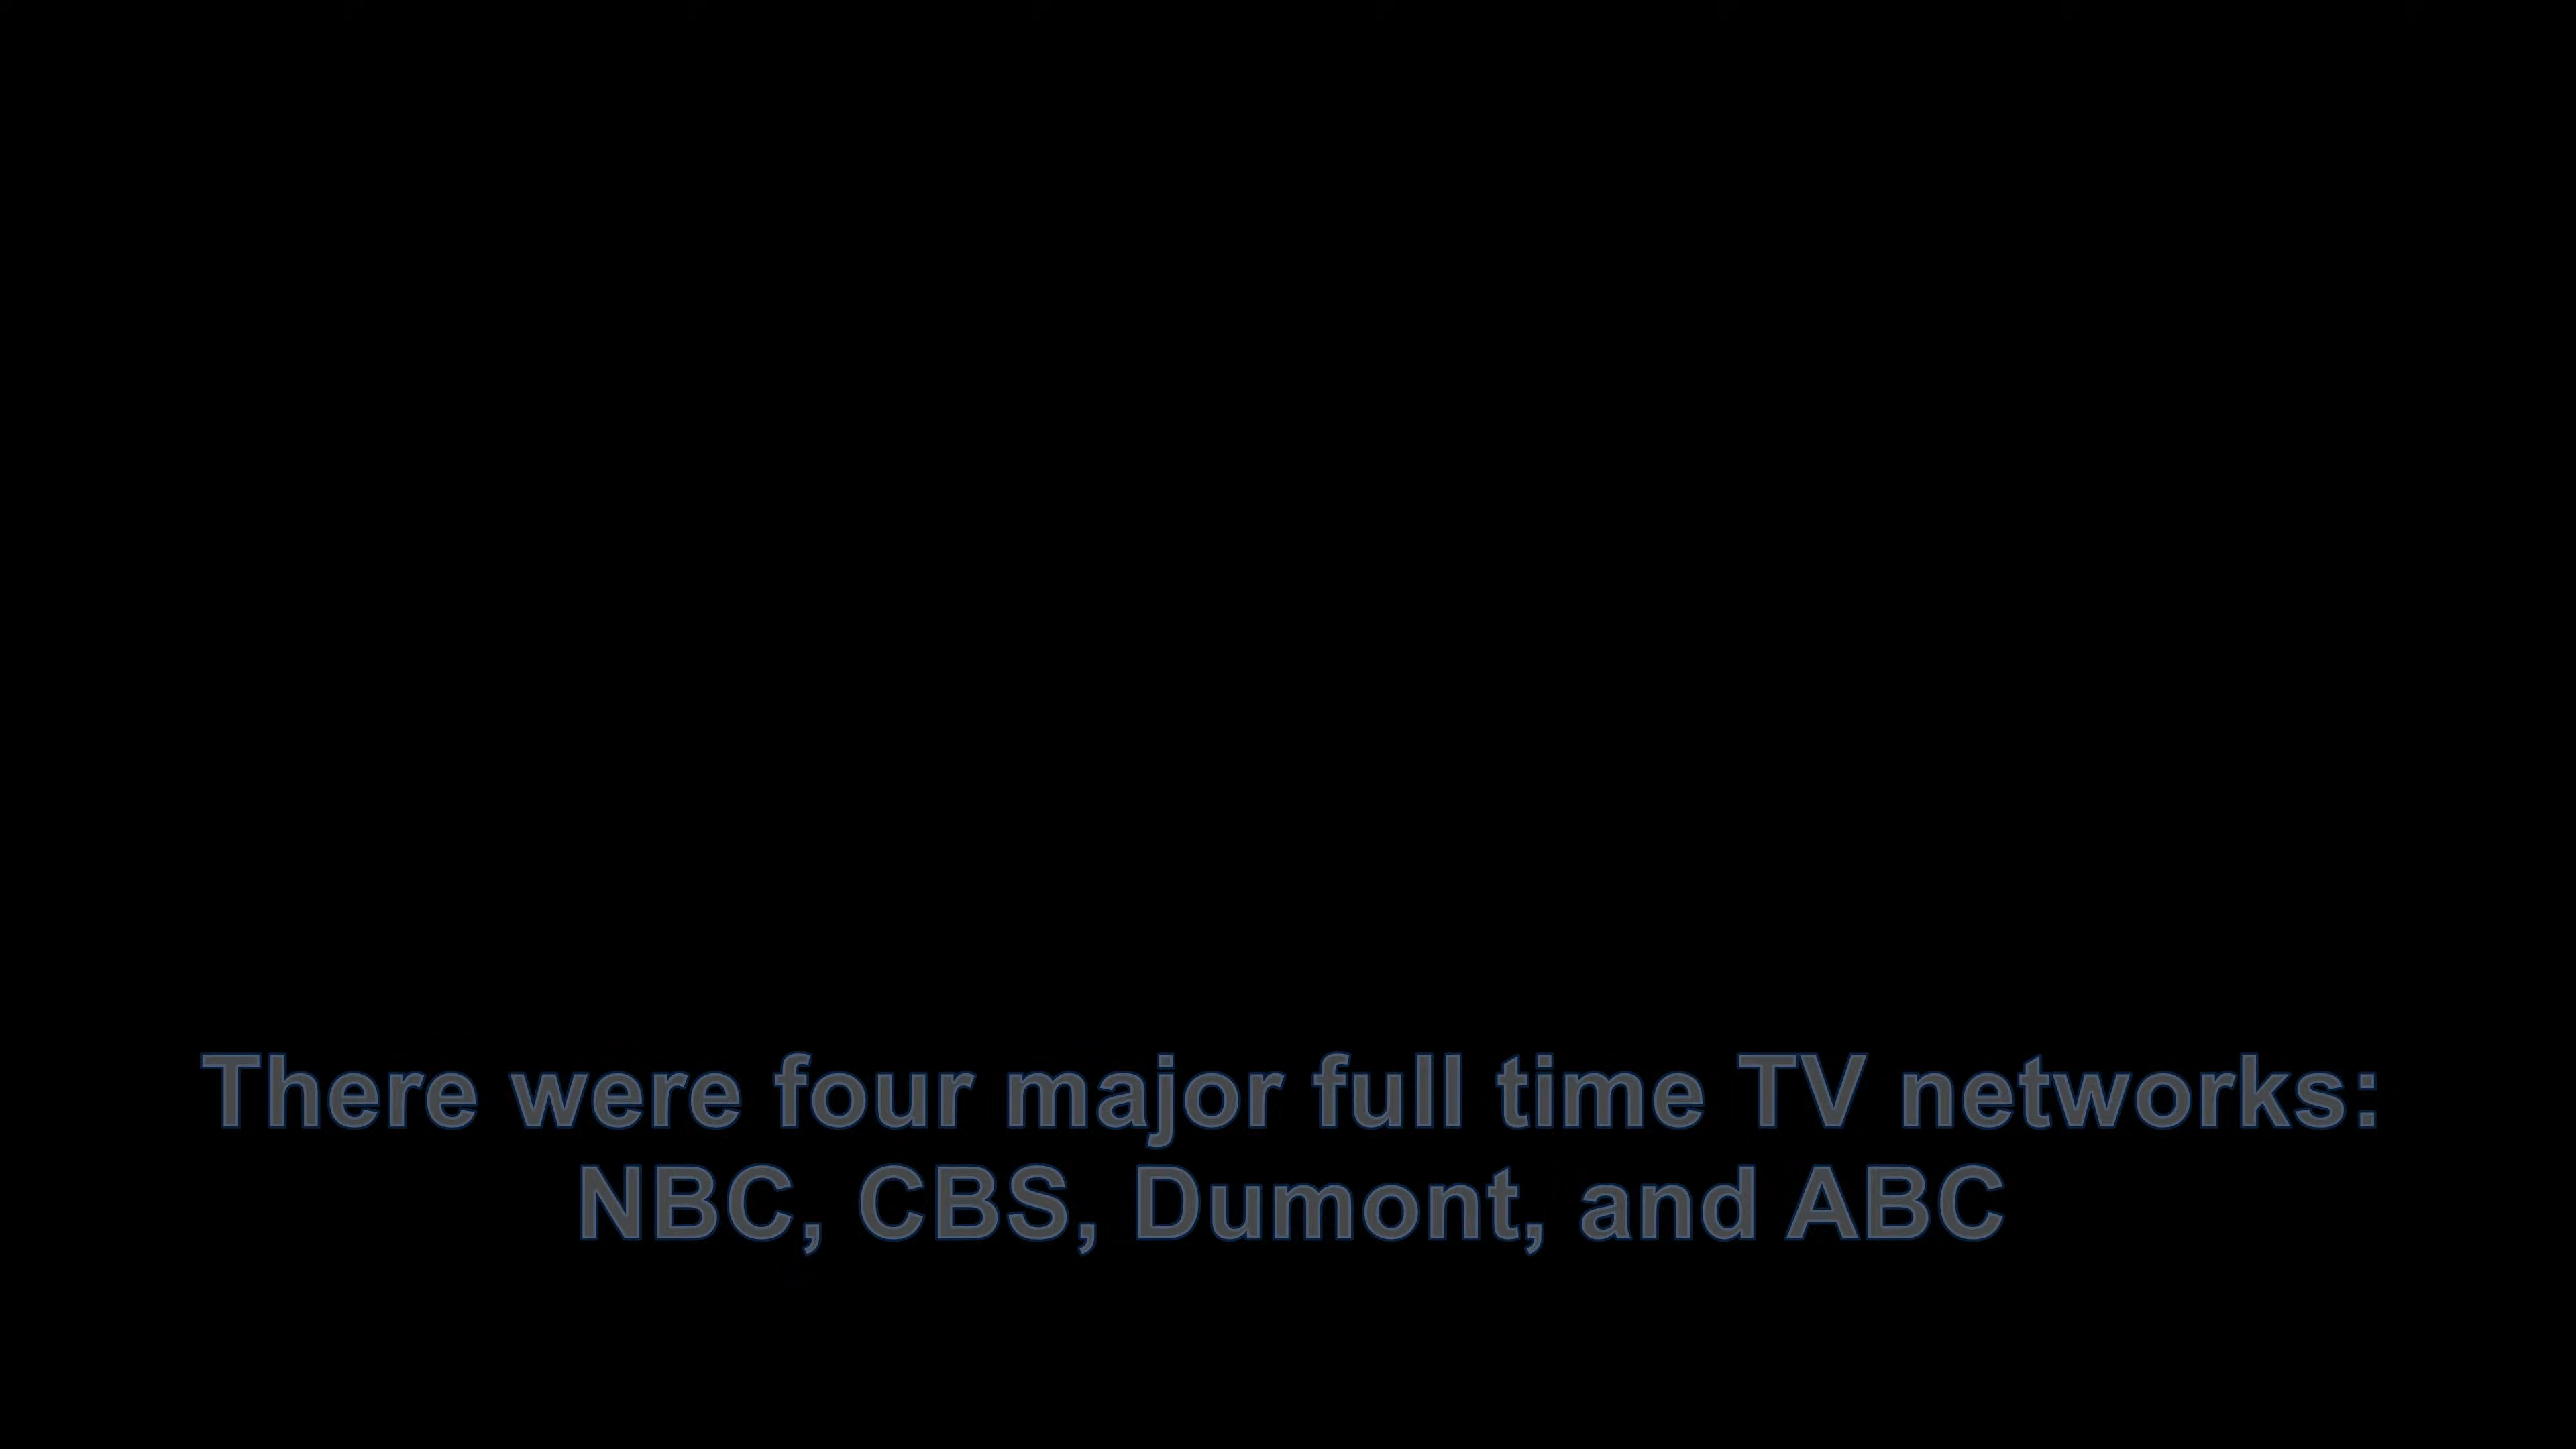 There were four major full time TV networks:
NBC, CBS, Dumont, and ABC